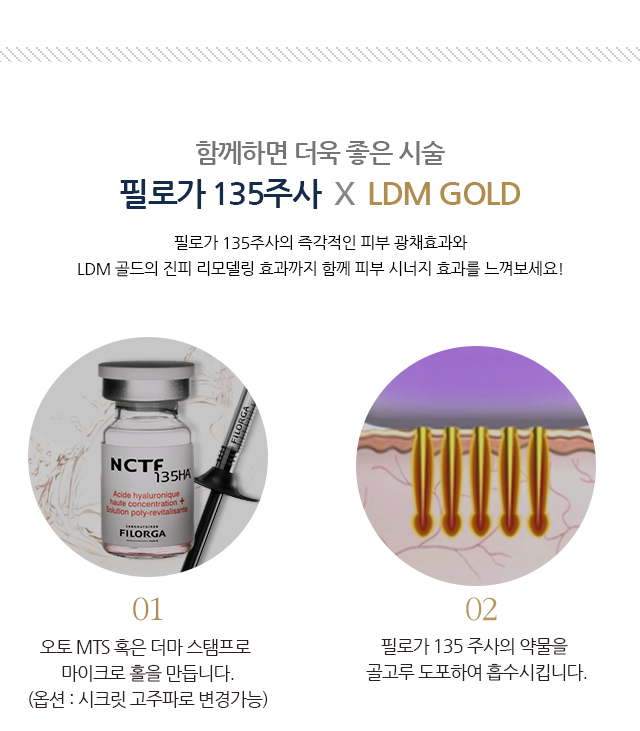 함께하면 더욱 좋은 시술
필로가 135주사 X LDM GOLD
필로가 135주사의 즉각적인 피부 광채효과와
LDM 골드의 진피 리모델링 효과까지 함께 피부 시너지 효과를 느껴보세요!
NCTF
135HA
Acide hyaluronique
haute concentration +
Solution poly-revitalisante
LABORATOIRES
FILORGA
PARIS
FILORGA
01
오토 MTS 혹은 더마 스탬프로
마이크로 홀을 만듭니다.
(옵션 : 시크릿 고주파로 변경가능)
02
필로가 135 주사의 약물을
골고루 도포하여 흡수시킵니다.